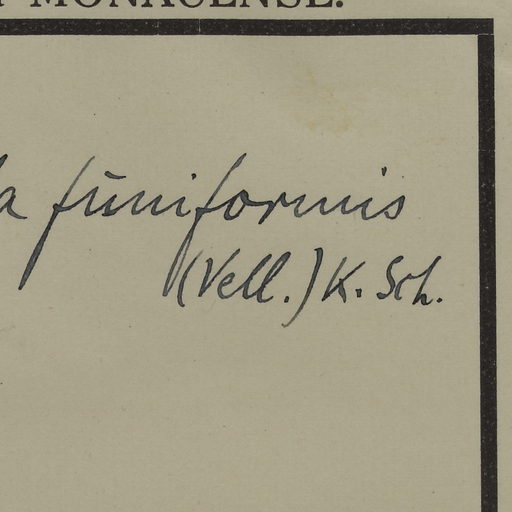 MONACENSE.
a funiformis
(Vell.) K. Sch.